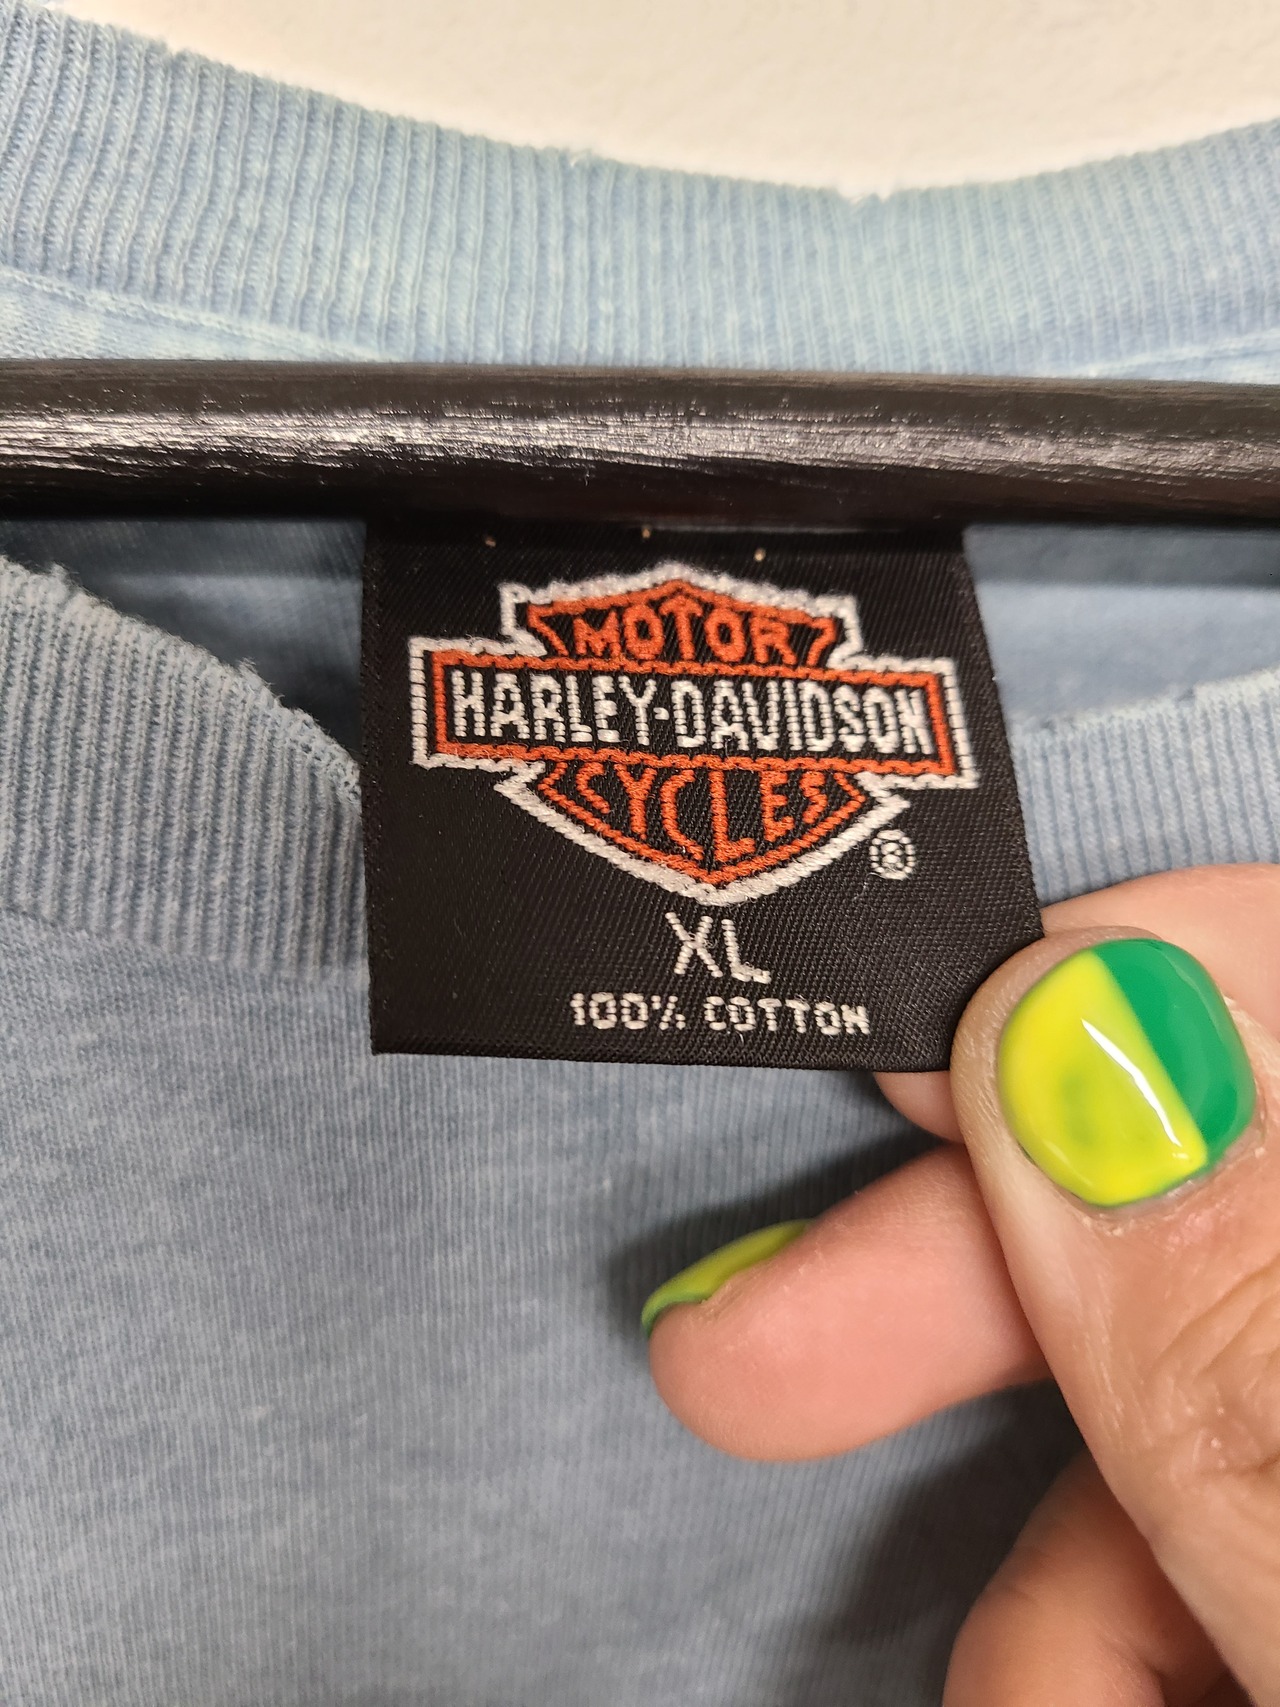 MOTOR
HARLEY-DAVIDSON
CYCLES
®
XL
100% COTTON